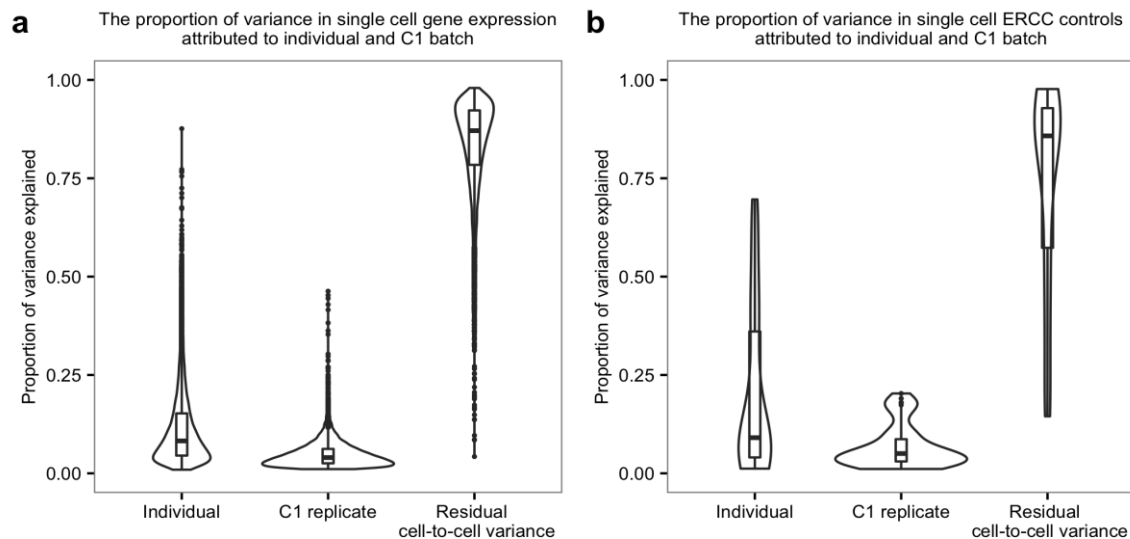 a
The proportion of variance in single cell gene expression
attributed to individual and C1 batch
Proportion of variance explained
1.00
0.75
0.50
0.25
0.00
Individual
C1 replicate
Residual
cell-to-cell variance
b
The proportion of variance in single cell ERCC controls
attributed to individual and C1 batch
Proportion of variance explained
1.00
0.75
0.50
0.25
0.00
Individual
C1 replicate
Residual
cell-to-cell variance